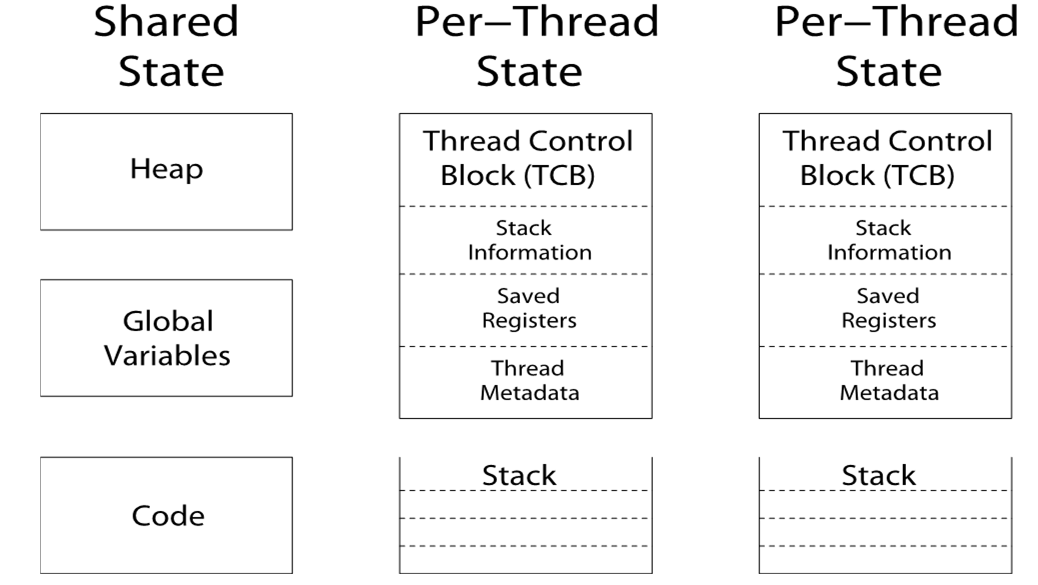 Shared
State
Heap
Global
Variables
Code
Per–Thread
State
Thread Control
Block (TCB)
Stack
Information
Saved
Registers
Thread
Metadata
Stack
Per–Thread
State
Thread Control
Block (TCB)
Stack
Information
Saved
Registers
Thread
Metadata
Stack